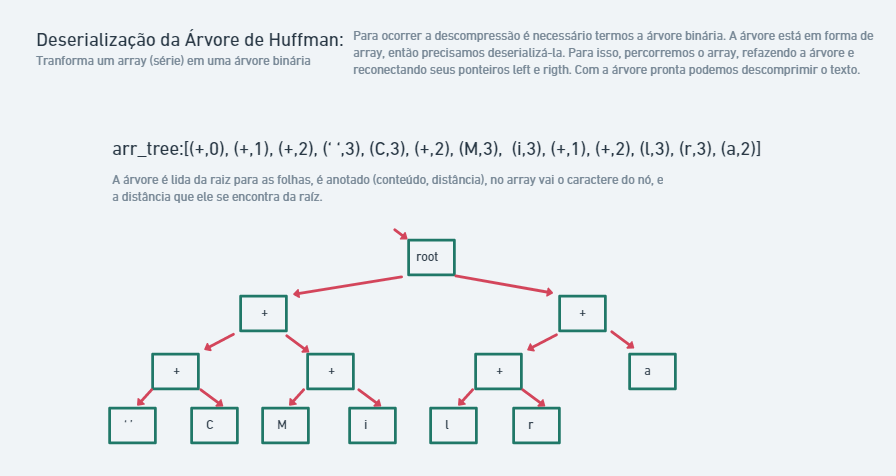 Deserialização da Árvore de Huffman:
Tranforma um array (série) em uma árvore binária
Para ocorrer a descompressão é necessário termos a árvore binária. A árvore está em forma de
array, então precisamos deserializá-la. Para isso, percorremos o array, refazendo a árvore e
reconectando seus ponteiros left e rigth. Com a árvore pronta podemos descomprimir o texto.
arr_tree:[(+,0), (+,1), (+,2), (‘ ‘,3), (C,3), (+,2), (M,3), (i,3), (+,1), (+,2), (l,3), (r,3), (a,2)]
A árvore é lida da raiz para as folhas, é anotado (conteúdo, distância), no array vai o caractere do nó, e
a distância que ele se encontra da raíz.
root
+ +
+ + + a
‘ ‘ C M i l r